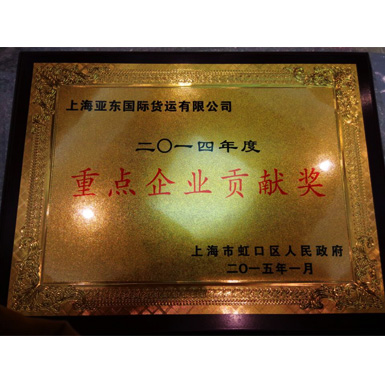 上海亚东国际货运有限公司
二〇一四年度
重点企业贡献奖
上海市虹口区人民政府
二〇一五年一月